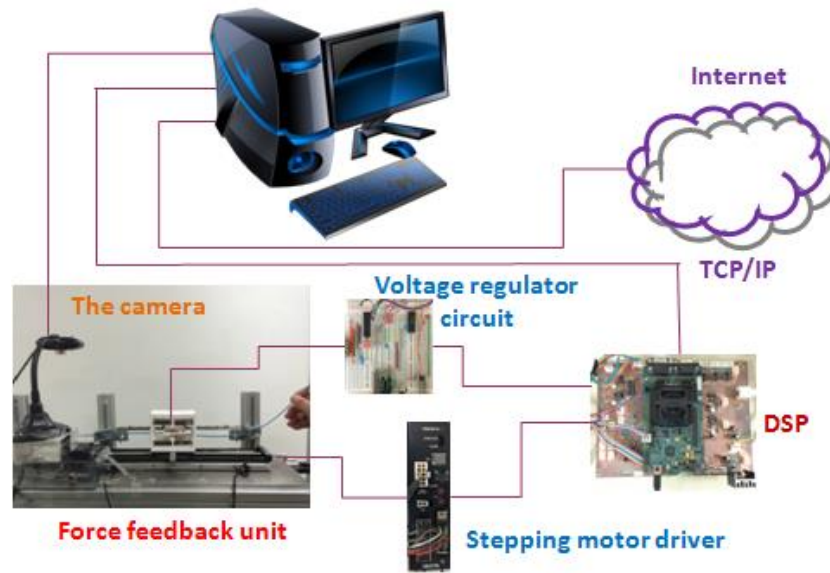 Internet
TCP/IP
The camera
Voltage regulator
circuit
DSP
Force feedback unit
Stepping motor driver